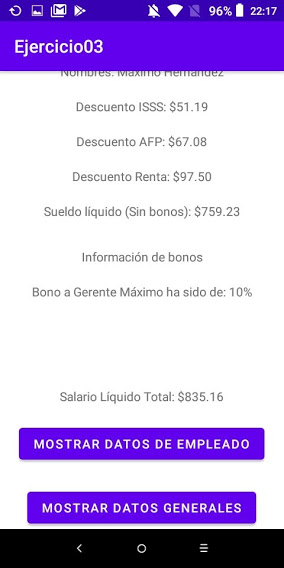 96% 22:17
Ejercicio03
Nombres: Máximo Hernández
Descuento ISSS: $51.19
Descuento AFP: $67.08
Descuento Renta: $97.50
Sueldo líquido (Sin bonos): $759.23
Información de bonos
Bono a Gerente Máximo ha sido de: 10%
Salario Líquido Total: $835.16
MOSTRAR DATOS DE EMPLEADO
MOSTRAR DATOS GENERALES